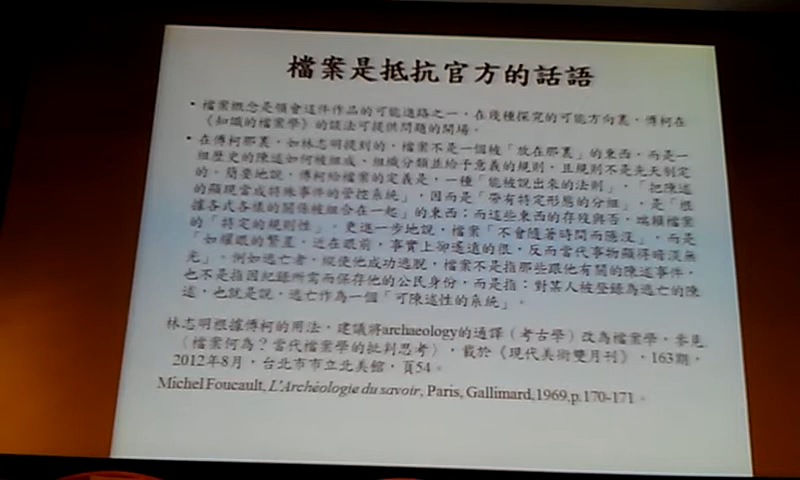 檔案是抵抗官方的話語
• 檔案概念是領會這件作品的可能進路之一，在幾種探究的可能方向裏，傅柯在
《知識的檔案學》的談法可提供問題的開場。
• 在傅柯那裏，如林志明提到的，檔案不是一個被「放在那裏」的東西，而是一
組歷史的陳述如何被組成、組織分類並給予意義的規則，且規則不是先天制定
的。簡要地說，傅柯給檔案的定義是，一種「能被說出來的法則」，「把陳述
的顯現當成特殊事件的管控系統」，因而是「帶有特定形態的分組」，是「根
據各式各樣的關係被組合在一起」的東西；而這些東西的存歿與否，端賴檔案
的「特定的規則性」。更進一步地說，檔案「不會隨著時間而隱沒」，而是
「如耀眼的繁星，近在眼前，事實上卻遙遠的很，反而當代事物顯得暗淡無
光」。例如逃亡者，縱使他成功逃脫，檔案不是指那些跟他有關的陳述事件，
也不是指因紀錄所需而保存他的公民身份，而是指：對某人被登錄為逃亡的陳
述，也就是說，逃亡作為一個「可陳述性的系統」。
林志明根據傅柯的用法，建議將archaeology的通譯（考古學）改為檔案學，參見
〈檔案何為？當代檔案學的批判思考〉，載於《現代美術雙月刊》，163期，
2012年8月，台北市市立北美館，頁54。
Michel Foucault, L'Archéologie du savoir, Paris, Gallimard,1969,p.170-171。